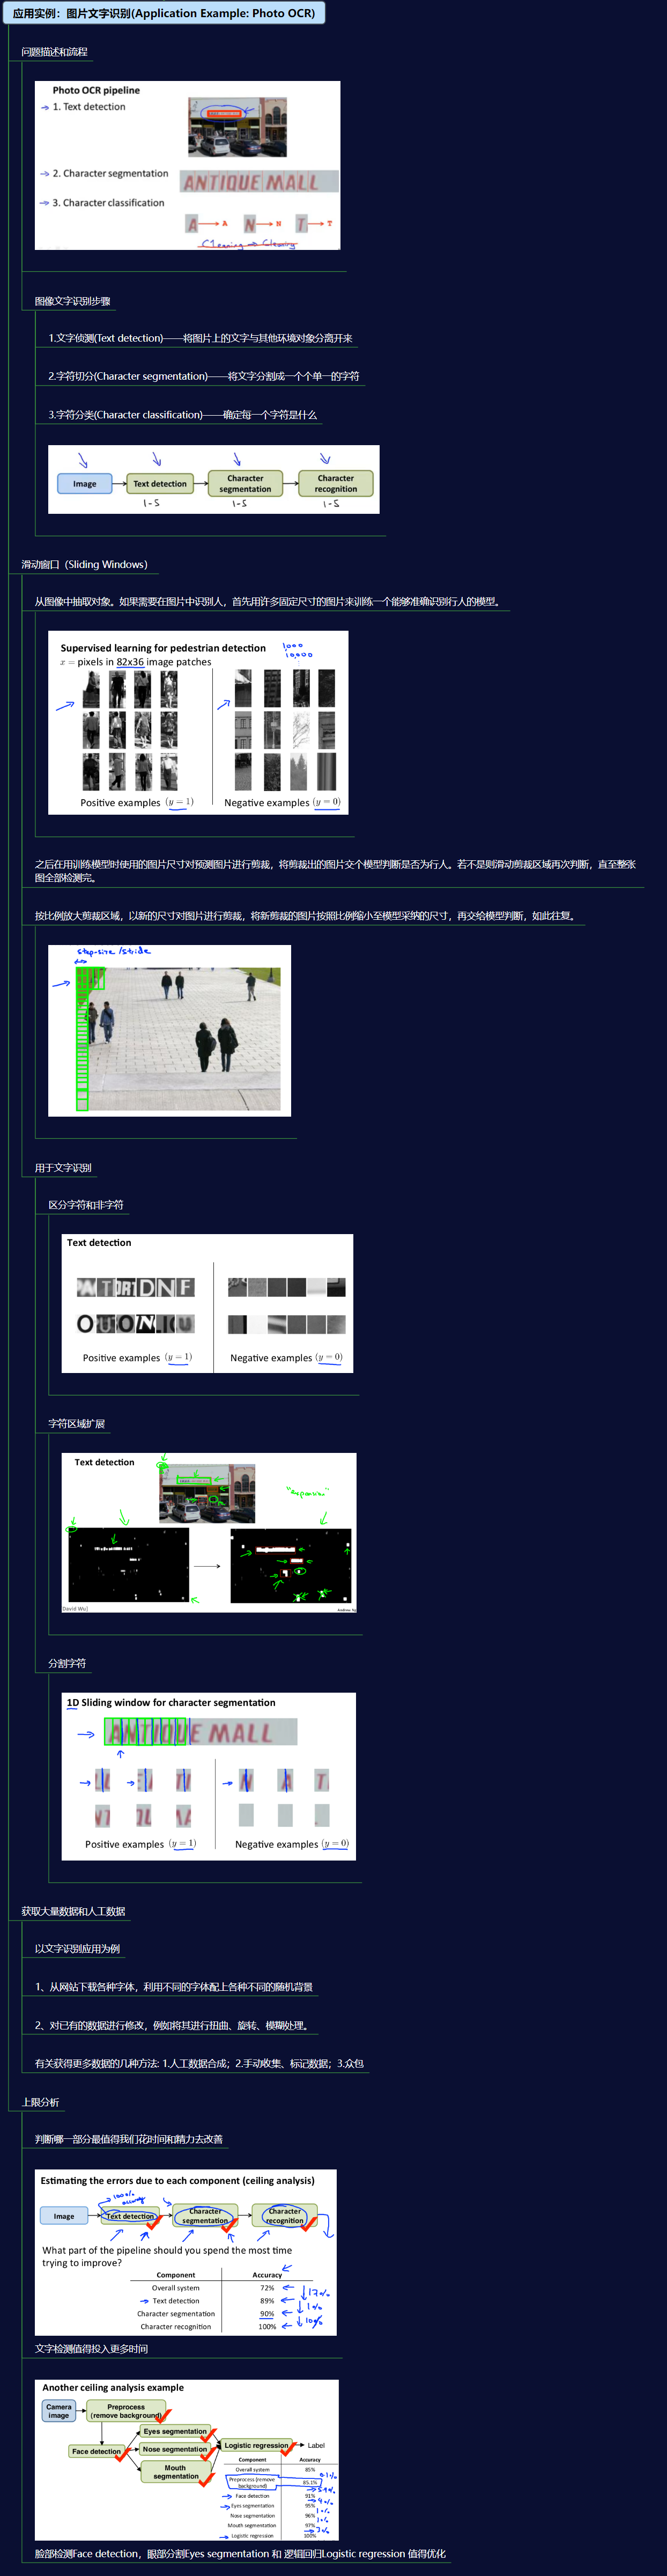 应用实例：图片文字识别(Application Example: Photo OCR)
问题描述和流程
Photo OCR pipeline
1. Text detection
2. Character segmentation
ANTIQUE MALL
3. Character classification
A → A N → N T → T
C1eaning → Cleaning
图像文字识别步骤
1.文字侦测(Text detection)——将图片上的文字与其他环境对象分离开来
2.字符切分(Character segmentation)——将文字分割成一个个单一的字符
3.字符分类(Character classification)——确定每一个字符是什么
Image
Text detection
Character segmentation
Character recognition
1-5 1-5 1-5
滑动窗口（Sliding Windows）
从图像中抽取对象。如果需要在图片中识别人，首先用许多固定尺寸的图片来训练一个能够准确识别行人的模型。
Supervised learning for pedestrian detection
1,000
10,000
x = pixels in 82x36 image patches
Positive examples (y = 1)
Negative examples (y = 0)
之后在用训练模型时使用的图片尺寸对预测图片进行剪裁，将剪裁出的图片交个模型判断是否为行人。若不是则滑动剪裁区域再次判断，直至整张
图全部检测完。
按比例放大剪裁区域，以新的尺寸对图片进行剪裁，将新剪裁的图片按照比例缩小至模型采纳的尺寸，再交给模型判断，如此往复。
step-size /stride
用于文字识别
区分字符和非字符
Text detection
Positive examples (y = 1)
Negative examples (y = 0)
字符区域扩展
Text detection
"expansion"
David Wu
Andrew Ng
分割字符
1D Sliding window for character segmentation
ANTIQUE MALL
Positive examples (y = 1)
Negative examples (y = 0)
获取大量数据和人工数据
以文字识别应用为例
1、从网站下载各种字体，利用不同的字体配上各种不同的随机背景
2、对已有的数据进行修改，例如将其进行扭曲、旋转、模糊处理。
有关获得更多数据的几种方法: 1.人工数据合成；2.手动收集、标记数据；3.众包
上限分析
判断哪一部分最值得我们花时间和精力去改善
Estimating the errors due to each component (ceiling analysis)
100% accuracy
Image
Text detection
Character segmentation
Character recognition
What part of the pipeline should you spend the most time
trying to improve?
Component Accuracy
Overall system 72%
Text detection 89%
Character segmentation 90%
Character recognition 100%
17%
1%
10%
文字检测值得投入更多时间
Another ceiling analysis example
Camera image
Preprocess (remove background)
Eyes segmentation
Face detection
Nose segmentation
Logistic regression
Label
Mouth segmentation
Component Accuracy
Overall system 85%
Preprocess (remove background) 85.1%
Face detection 91%
Eyes segmentation 95%
Nose segmentation 96%
Mouth segmentation 97%
Logistic regression 100%
0.1%
5.9%
4%
1%
1%
3%
脸部检测Face detection，眼部分割Eyes segmentation 和 逻辑回归Logistic regression 值得优化